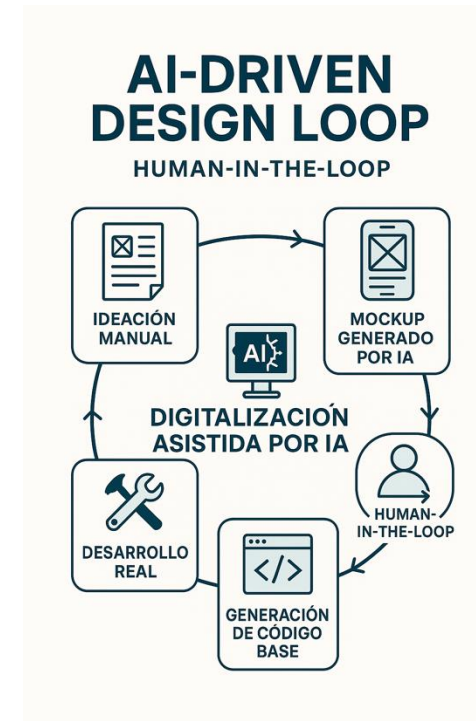 AI-DRIVEN
DESIGN LOOP
HUMAN-IN-THE-LOOP
IDEACIÓN
MANUAL
MOCKUP
GENERADO
POR IA
AI
DIGITALIZACIÓN
ASISTIDA POR IA
HUMAN-
IN-THE-LOOP
DESARROLLO
REAL
</>
GENERACIÓN
DE CÓDIGO
BASE